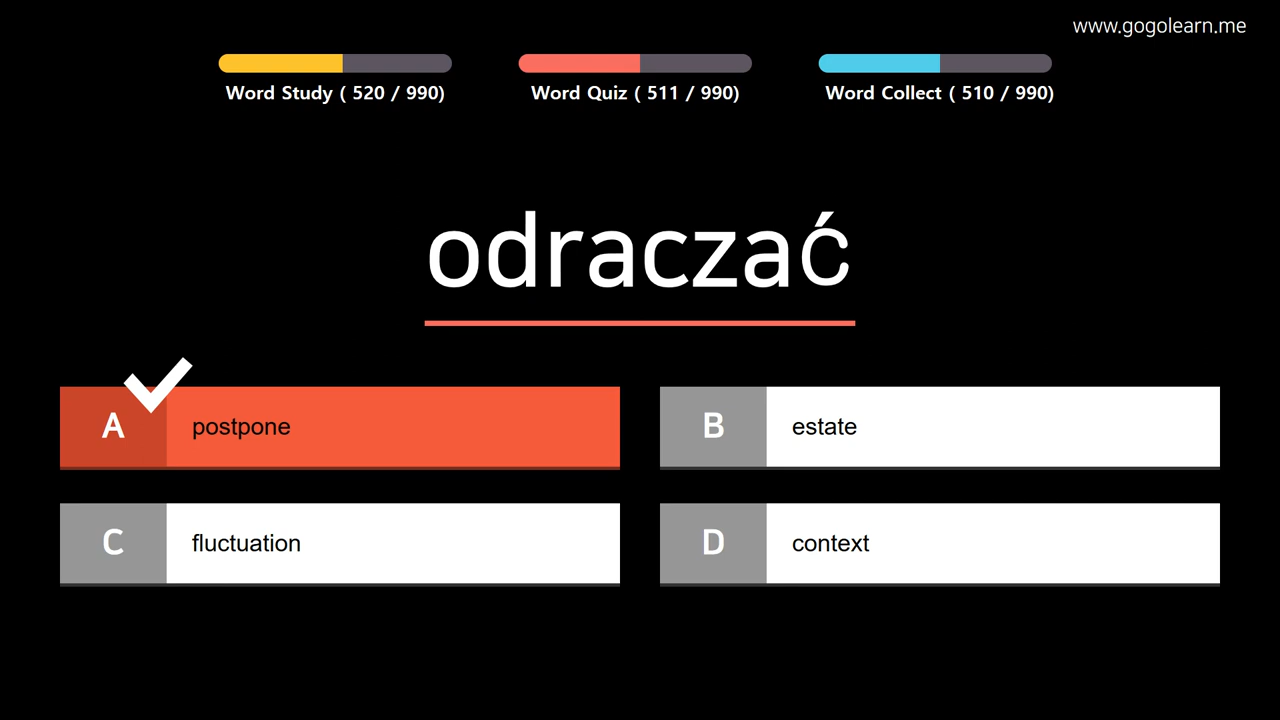 www.gogolearn.me
Word Study ( 520 / 990)
Word Quiz ( 511 / 990)
Word Collect ( 510 / 990)
odraczać
A postpone
B estate
C fluctuation
D context